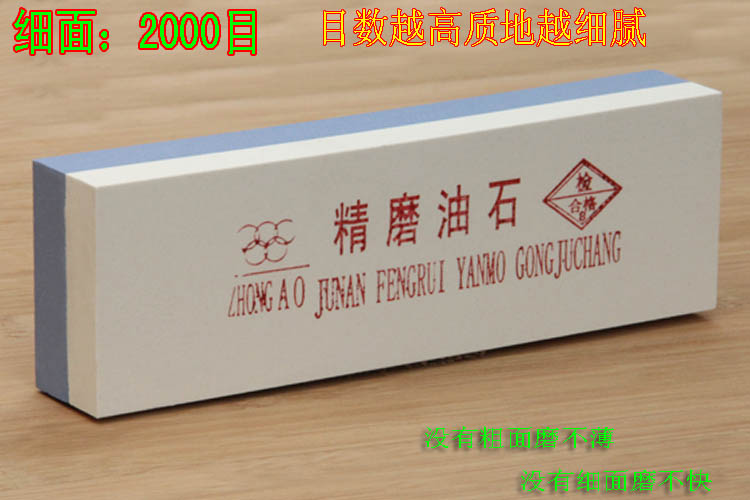 细面：2000目
目数越高质地越细腻
精磨油石
检
合格
ZHONG AO JUNAN FENGRUI YANMO GONGJUCHANG
没有粗面磨不薄
没有细面磨不快